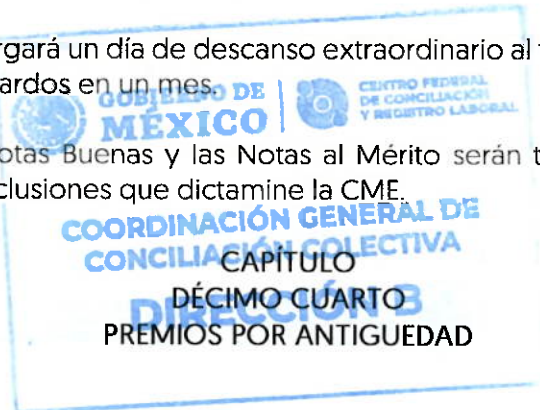 rgará un día de descanso extraordinario al
ardos en un mes.
GOBIERNO DE
MÉXICO
CENTRO FEDERAL
DE CONCILIACIÓN
Y REGISTRO LABORAL
otas Buenas y las Notas al Mérito serán t
clusiones que dictamine la CME.
COORDINACIÓN GENERAL DE
CONCILIACIÓN COLECTIVA
CAPÍTULO
DÉCIMO CUARTO
DIRECCIÓN B
PREMIOS POR ANTIGUEDAD